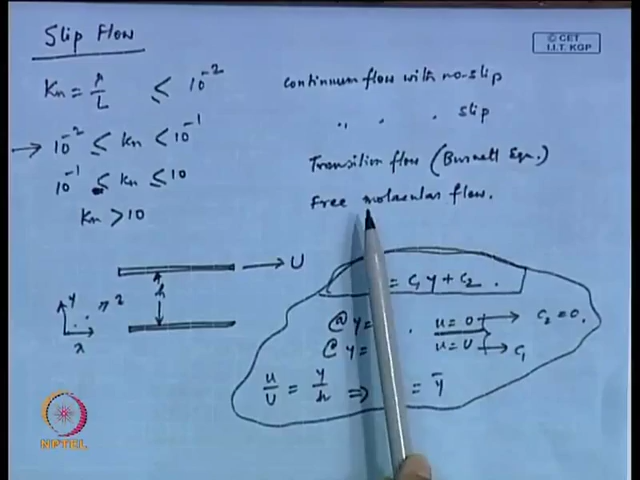 Slip Flow
© CET
I.I.T. KGP
Kn = λ/L ≤ 10⁻² continuum flow with no-slip
→ 10⁻² ≤ Kn < 10⁻¹ " " " slip
10⁻¹ ≤ Kn ≤ 10 Transition flow (Burnett Eqn.)
Kn > 10 Free molecular flow.
U
y h
x
= C₁ y + C₂ .
@ y = . u = 0 → C₂ = 0.
@ y = u = U → C₁
u/U = y/h ⇒ = ȳ
NPTEL